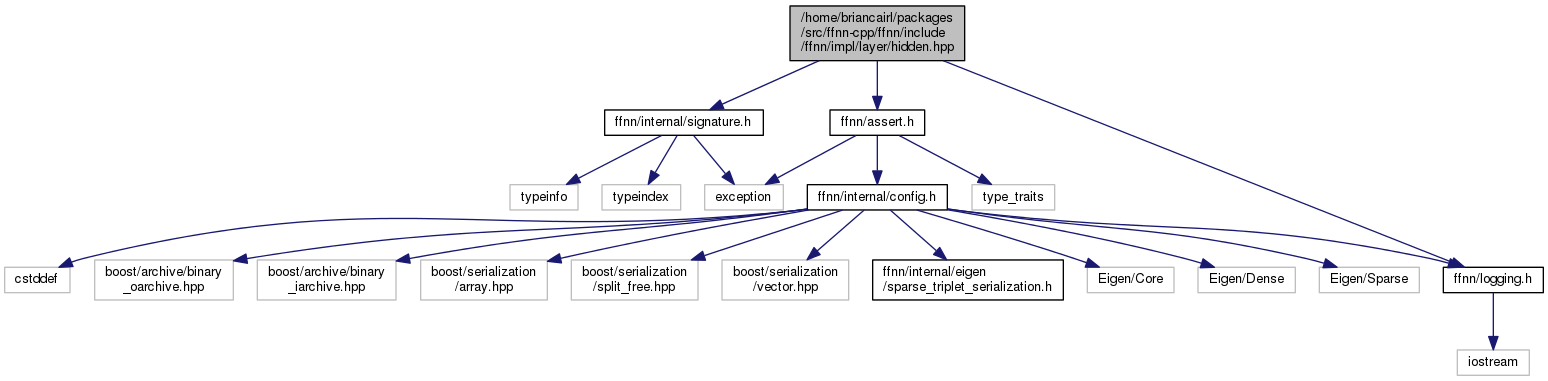 /home/briancairl/packages
/src/ffnn-cpp/ffnn/include
/ffnn/impl/layer/hidden.hpp
ffnn/internal/signature.h
ffnn/assert.h
typeinfo
typeindex
exception
ffnn/internal/config.h
type_traits
cstddef
boost/archive/binary
_oarchive.hpp
boost/archive/binary
_iarchive.hpp
boost/serialization
/array.hpp
boost/serialization
/split_free.hpp
boost/serialization
/vector.hpp
ffnn/internal/eigen
/sparse_triplet_serialization.h
Eigen/Core
Eigen/Dense
Eigen/Sparse
ffnn/logging.h
iostream